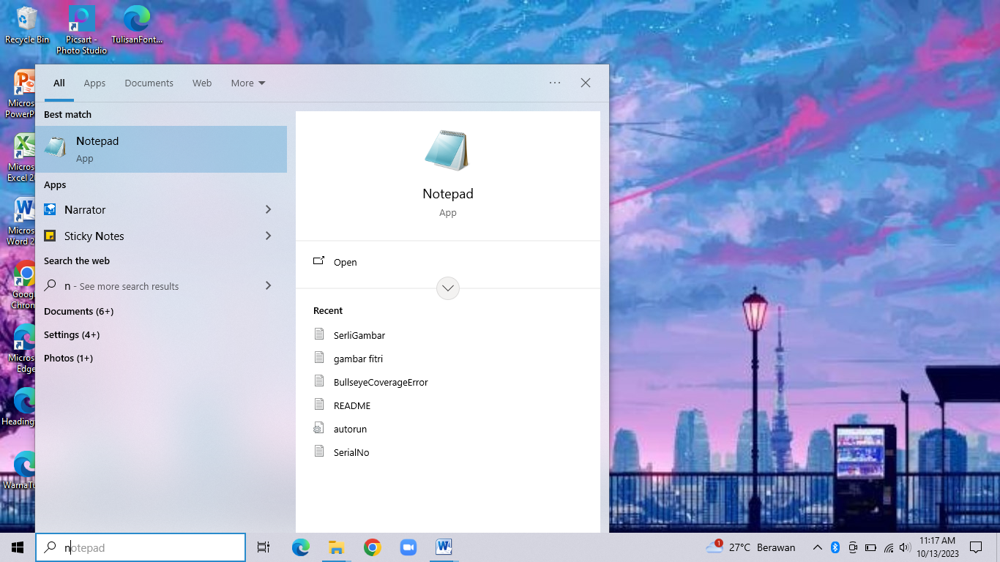 Recycle Bin
Picsart -
Photo Studio
TulisanFont...
Micros
PowerP
Micros
Excel 2
Micros
Word 2
Goog
Chrom
Micros
Edge
Heading
WarnaTu
All Apps Documents Web More
Best match
Notepad
App
Apps
Narrator
Sticky Notes
Search the web
n - See more search results
Documents (6+)
Settings (4+)
Photos (1+)
Notepad
App
Open
Recent
SerliGambar
gambar fitri
BullseyeCoverageError
README
autorun
SerialNo
notepad
1
27°C Berawan
11:17 AM
10/13/2023